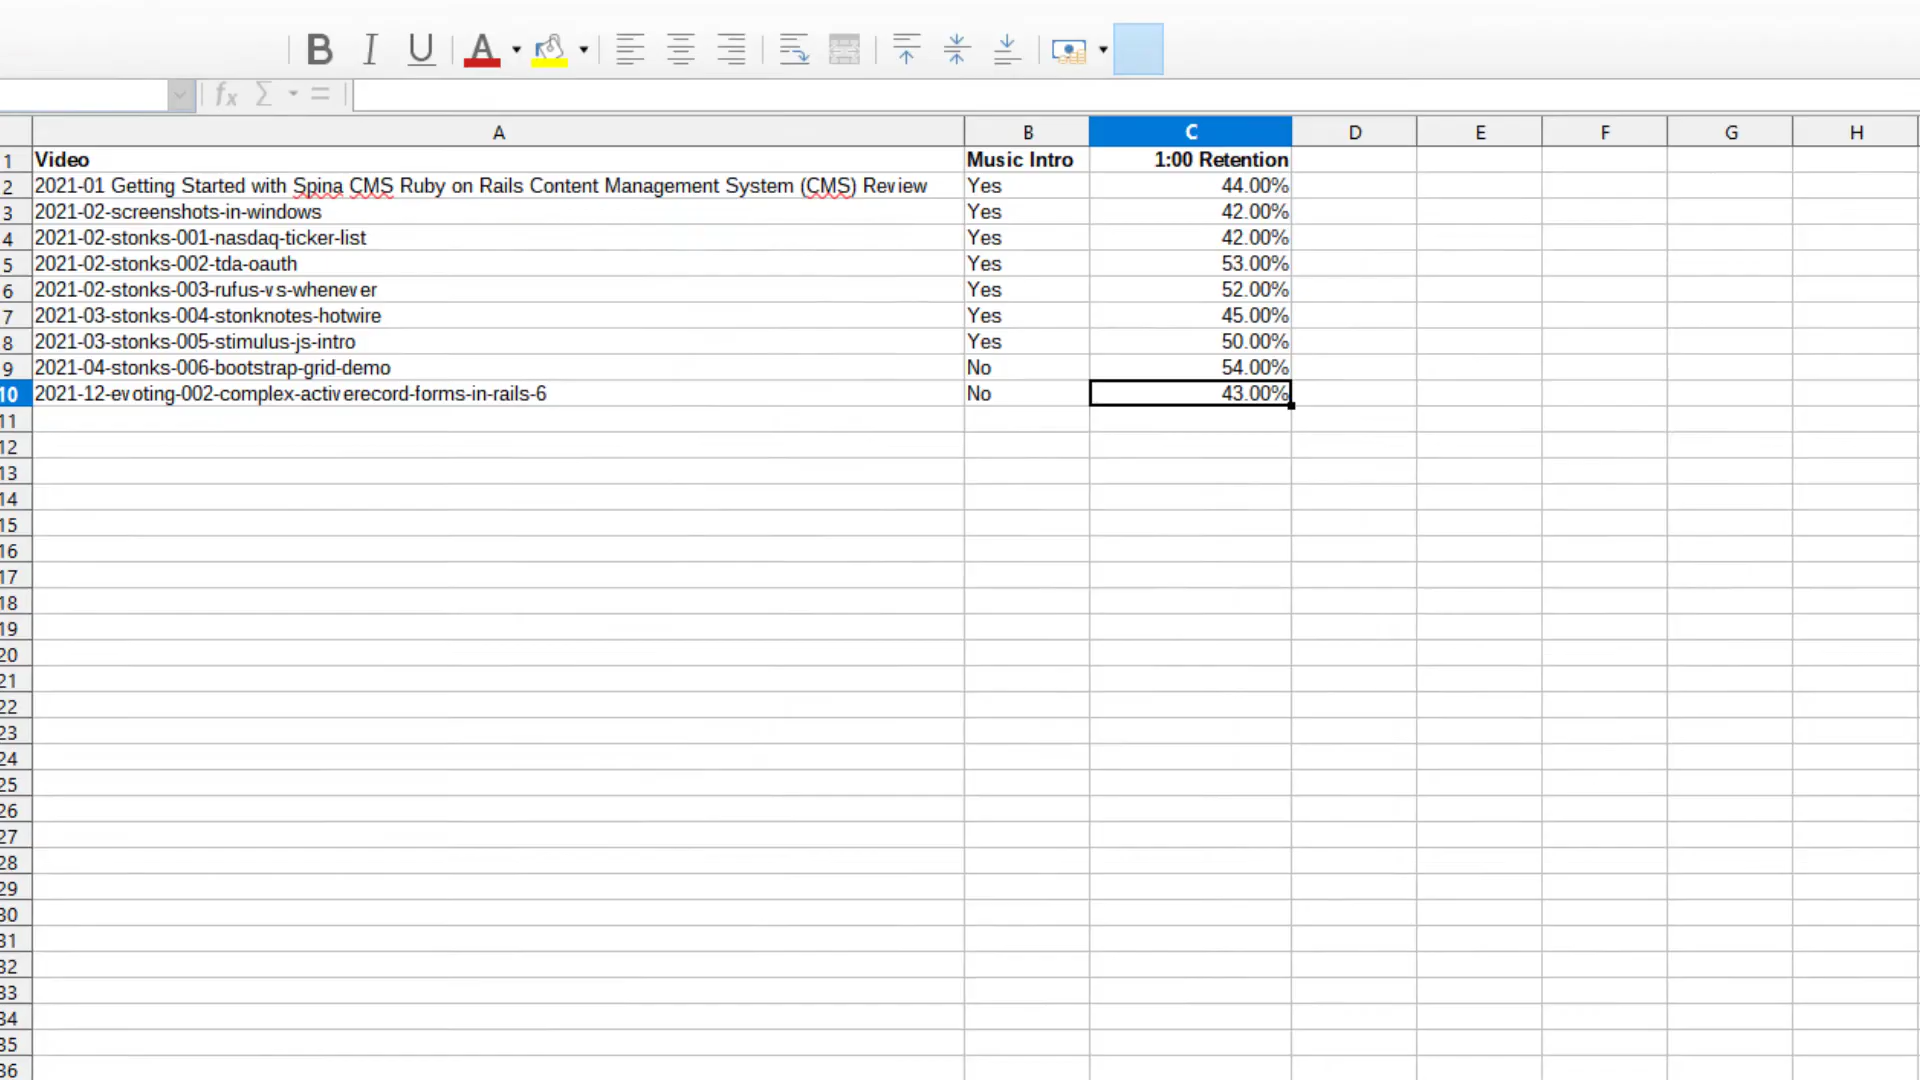 B I U A
fx Σ =
A B C D E F G H
1 Video Music Intro 1:00 Retention
2 2021-01 Getting Started with Spina CMS Ruby on Rails Content Management System (CMS) Review Yes 44.00%
3 2021-02-screenshots-in-windows Yes 42.00%
4 2021-02-stonks-001-nasdaq-ticker-list Yes 42.00%
5 2021-02-stonks-002-tda-oauth Yes 53.00%
6 2021-02-stonks-003-rufus-vs-whenever Yes 52.00%
7 2021-03-stonks-004-stonknotes-hotwire Yes 45.00%
8 2021-03-stonks-005-stimulus-js-intro Yes 50.00%
9 2021-04-stonks-006-bootstrap-grid-demo No 54.00%
10 2021-12-evoting-002-complex-activerecord-forms-in-rails-6 No 43.00%
11
12
13
14
15
16
17
18
19
20
21
22
23
24
25
26
27
28
29
30
31
32
33
34
35
36